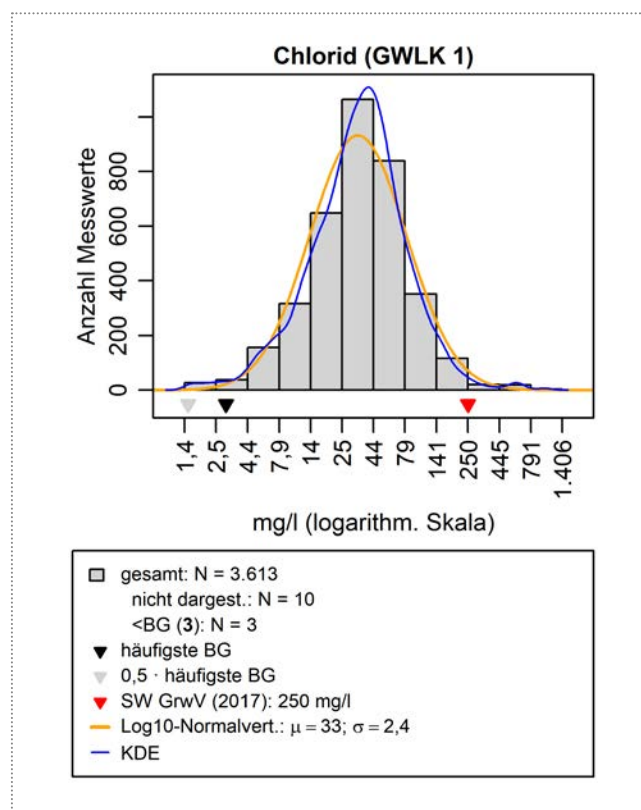 Chlorid (GWLK 1)
Anzahl Messwerte
800
600
400
200
0
1,4
2,5
4,4
7,9
14
25
44
79
141
250
445
791
1.406
mg/l (logarithm. Skala)
gesamt: N = 3.613
nicht dargest.: N = 10
<BG (3): N = 3
häufigste BG
0,5 · häufigste BG
SW GrwV (2017): 250 mg/l
Log10-Normalvert.: μ = 33; σ = 2,4
KDE